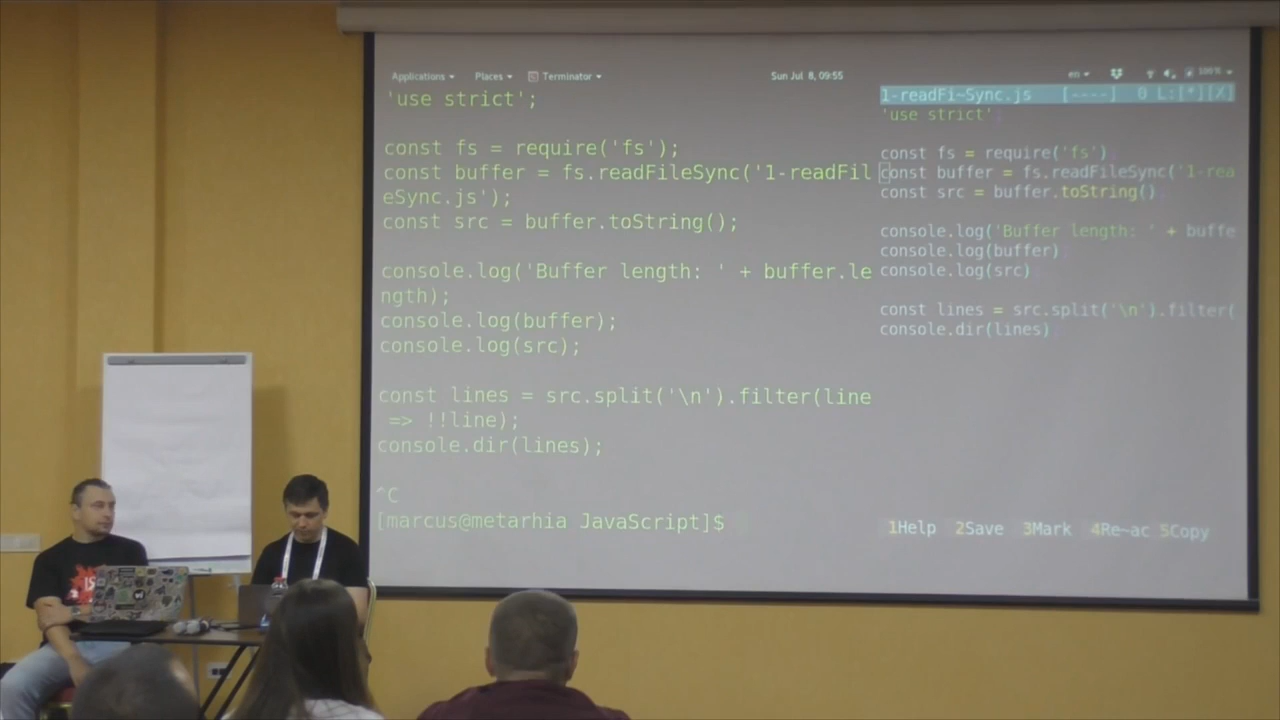 Applications Places Terminator Sun Jul 8, 09:55 en 100%
'use strict';
const fs = require('fs');
const buffer = fs.readFileSync('1-readFil
eSync.js');
const src = buffer.toString();
console.log('Buffer length: ' + buffer.le
ngth);
console.log(buffer);
console.log(src);
const lines = src.split('\n').filter(line
=> !!line);
console.dir(lines);
^C
[marcus@metarhia JavaScript]$
1-readFi~Sync.js [----] 0 L:[*][X]
'use strict';
const fs = require('fs')
const buffer = fs.readFileSync('1-rea
const src = buffer.toString()
console.log('Buffer length: ' + buffe
console.log(buffer)
console.log(src)
const lines = src.split('\n').filter(
console.dir(lines)
1Help 2Save 3Mark 4Re~ac 5Copy
JS